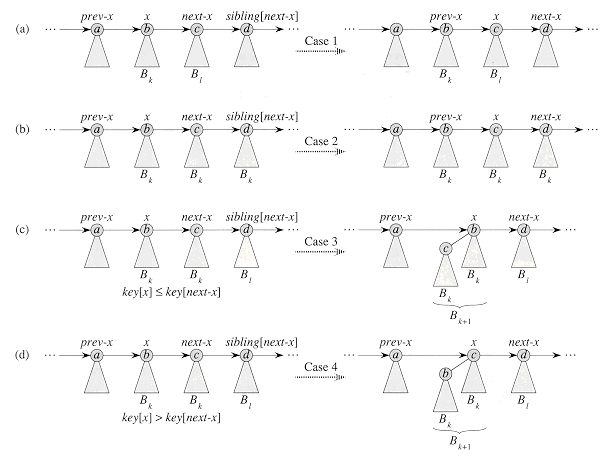 prev-x x next-x sibling[next-x] prev-x x next-x
(a) ··· a b c d ··· Case 1 ··· a b c d ···
B_k B_l B_k B_l
prev-x x next-x sibling[next-x] prev-x x next-x
(b) ··· a b c d ··· Case 2 ··· a b c d ···
B_k B_k B_k B_k B_k B_k
prev-x x next-x sibling[next-x] prev-x x next-x
(c) ··· a b c d ··· Case 3 ··· a b d ···
c
B_k B_k B_l B_k B_l
key[x] ≤ key[next-x] B_k
B_{k+1}
prev-x x next-x sibling[next-x] prev-x x next-x
(d) ··· a b c d ··· Case 4 ··· a c d ···
b
B_k B_k B_l B_k B_l
key[x] > key[next-x] B_k
B_{k+1}